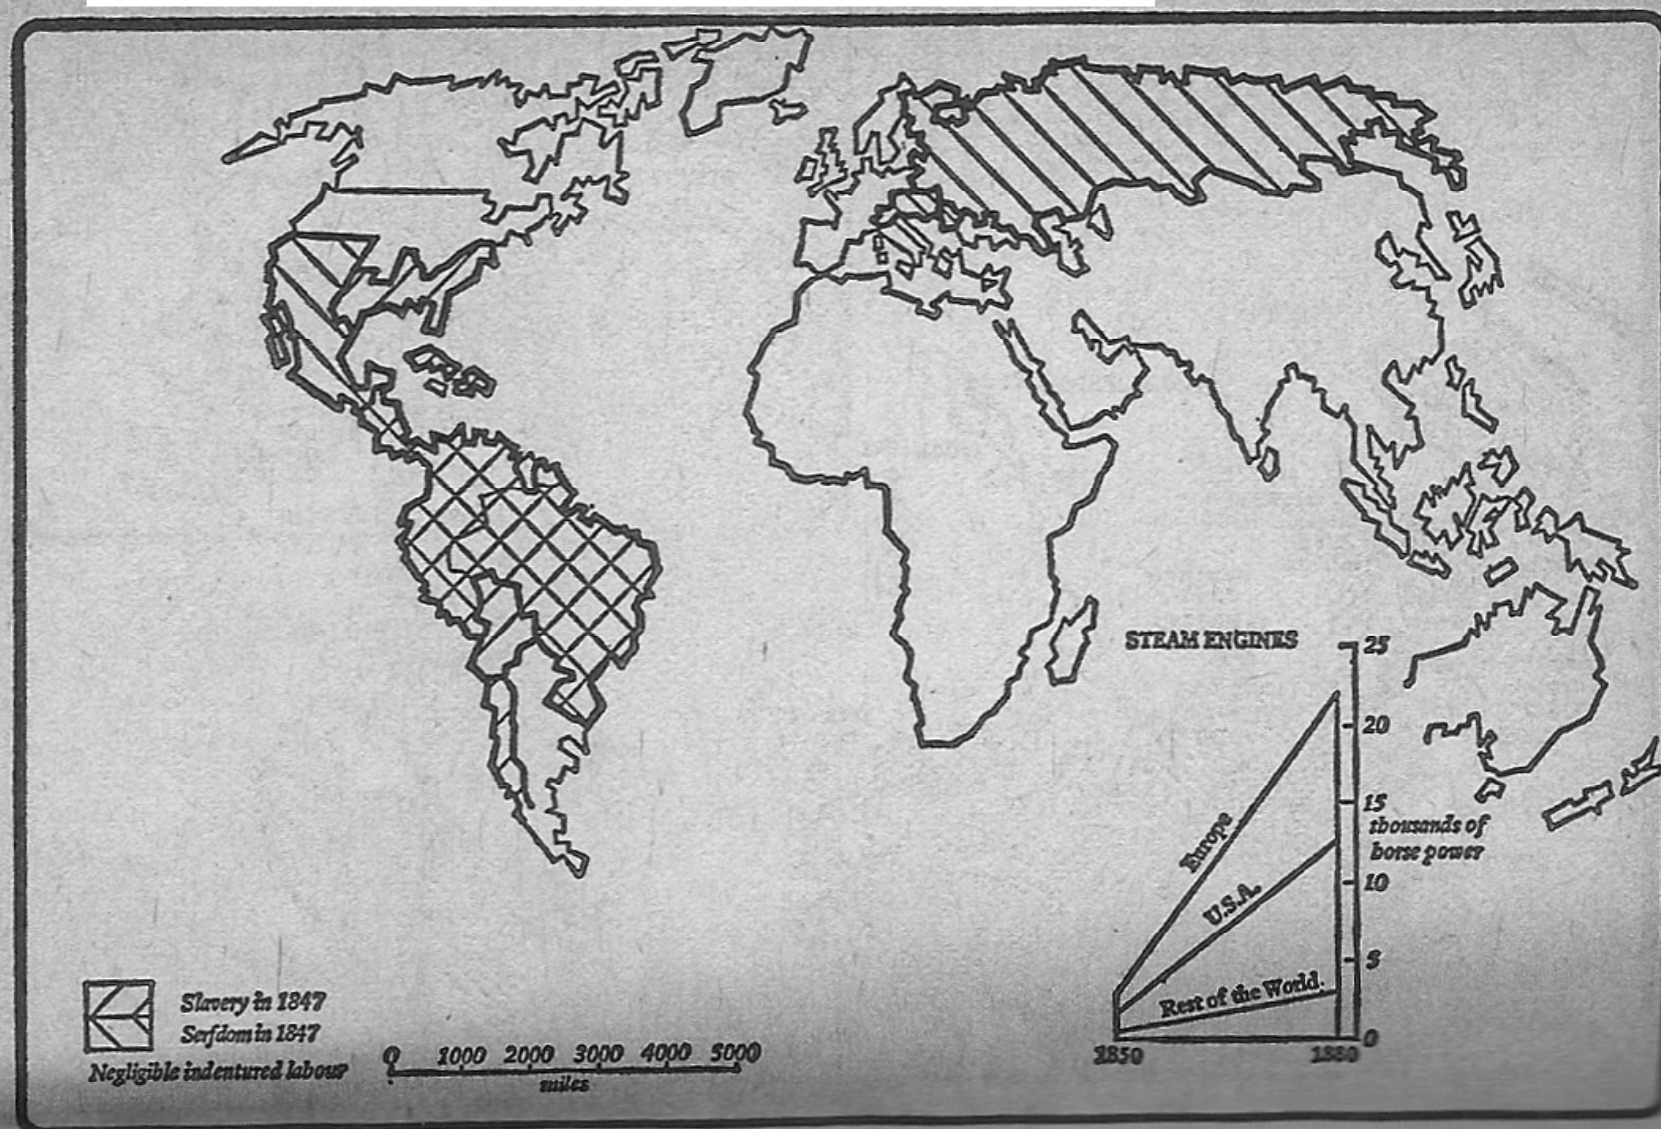 STEAM ENGINES
25
20
15
thousands of
horse power
10
5
0
Europe
U.S.A.
Rest of the World.
1850
1880
Slavery in 1847
Serfdom in 1847
Negligible indentured labour
0 1000 2000 3000 4000 5000
miles